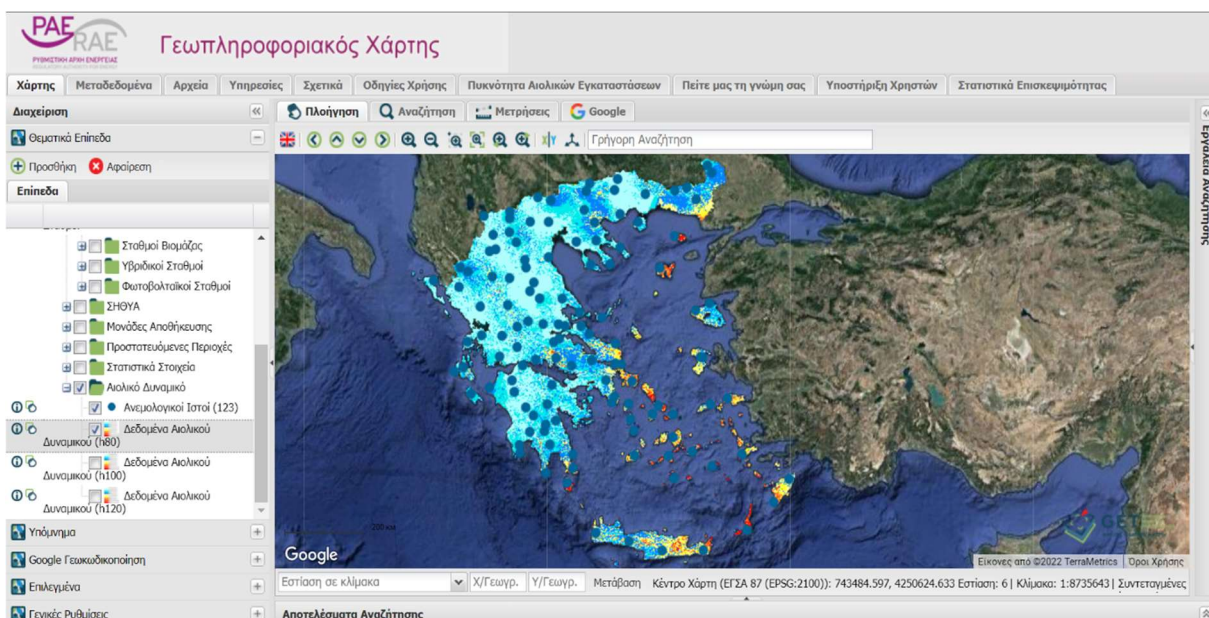 ΡΑΕ
RAE
ΡΥΘΜΙΣΤΙΚΗ ΑΡΧΗ ΕΝΕΡΓΕΙΑΣ
Γεωπληροφοριακός Χάρτης
Χάρτης Μεταδεδομένα Αρχεία Υπηρεσίες Σχετικά Οδηγίες Χρήσης Πυκνότητα Αιολικών Εγκαταστάσεων Πείτε μας τη γνώμη σας Υποστήριξη Χρηστών Στατιστικά Επισκεψιμότητας
Διαχείριση Πλοήγηση Αναζήτηση Μετρήσεις Google
Θεματικά Επίπεδα X Y Γρήγορη Αναζήτηση
Προσθήκη Αφαίρεση
Επίπεδα
Εργαλεία Αναζήτησης
Σταθμοί Βιομάζας
Υβριδικοί Σταθμοί
Φωτοβολταϊκοί Σταθμοί
ΣΗΘΥΑ
Μονάδες Αποθήκευσης
Προστατευόμενες Περιοχές
Στατιστικά Στοιχεία
Αιολικό Δυναμικό
Ανεμολογικοί Ιστοί (123)
Δεδομένα Αιολικού
Δυναμικού (h80)
Δεδομένα Αιολικού
Δυναμικού (h100)
Δεδομένα Αιολικού
Δυναμικού (h120)
Υπόμνημα
200 км
GET
Google Γεωκωδικοποίηση
Google
Εικόνες από ©2022 TerraMetrics Όροι Χρήσης
Επιλεγμένα
Εστίαση σε κλίμακα Χ/Γεωγρ. Υ/Γεωγρ. Μετάβαση Κέντρο Χάρτη (ΕΓΣΑ 87 (EPSG:2100)): 743484.597, 4250624.633 Εστίαση: 6 | Κλίμακα: 1:8735643 | Συντεταγμένες
Γενικές Ρυθμίσεις
Αποτελέσματα Αναζήτησης